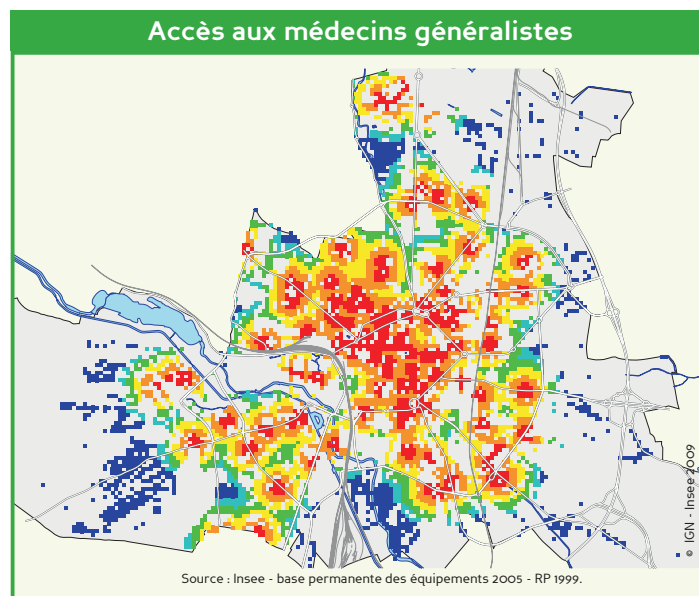 Accès aux médecins généralistes
© IGN - Insee 2009
Source : Insee - base permanente des équipements 2005 - RP 1999.